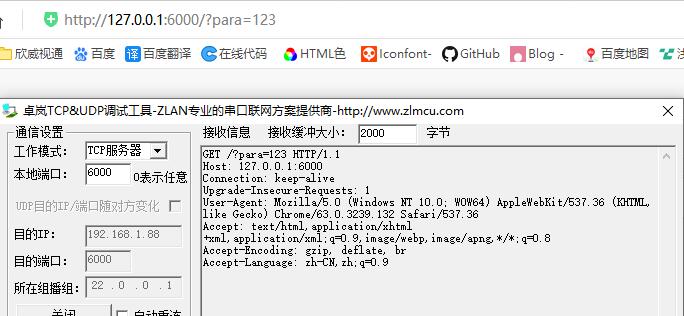 http://127.0.0.1:6000/?para=123
欣威视通 百度 百度翻译 在线代码 HTML色 Iconfont- GitHub Blog - 百度地图
卓岚TCP&UDP调试工具-ZLAN专业的串口联网方案提供商-http://www.zlmcu.com
通信设置
工作模式: TCP服务器
本地端口: 6000 0表示任意
UDP目的IP/端口随对方变化
目的IP: 192.168.1.88
目的端口: 6000
所在组播组: 22 . 0 . 0 . 1
关闭 自动重连
接收信息 接收缓冲大小: 2000 字节
GET /?para=123 HTTP/1.1
Host: 127.0.0.1:6000
Connection: keep-alive
Upgrade-Insecure-Requests: 1
User-Agent: Mozilla/5.0 (Windows NT 10.0; WOW64) AppleWebKit/537.36 (KHTML,
like Gecko) Chrome/63.0.3239.132 Safari/537.36
Accept: text/html,application/xhtml
+xml,application/xml;q=0.9,image/webp,image/apng,*/*;q=0.8
Accept-Encoding: gzip, deflate, br
Accept-Language: zh-CN,zh;q=0.9